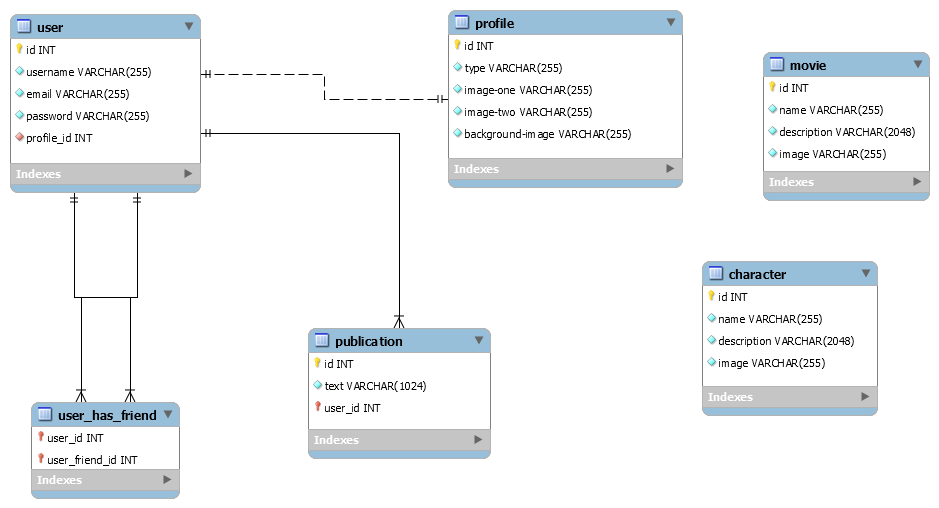 user
id INT
username VARCHAR(255)
email VARCHAR(255)
password VARCHAR(255)
profile_id INT
Indexes
profile
id INT
type VARCHAR(255)
image-one VARCHAR(255)
image-two VARCHAR(255)
background-image VARCHAR(255)
Indexes
movie
id INT
name VARCHAR(255)
description VARCHAR(2048)
image VARCHAR(255)
Indexes
character
id INT
name VARCHAR(255)
description VARCHAR(2048)
image VARCHAR(255)
Indexes
publication
id INT
text VARCHAR(1024)
user_id INT
Indexes
user_has_friend
user_id INT
user_friend_id INT
Indexes